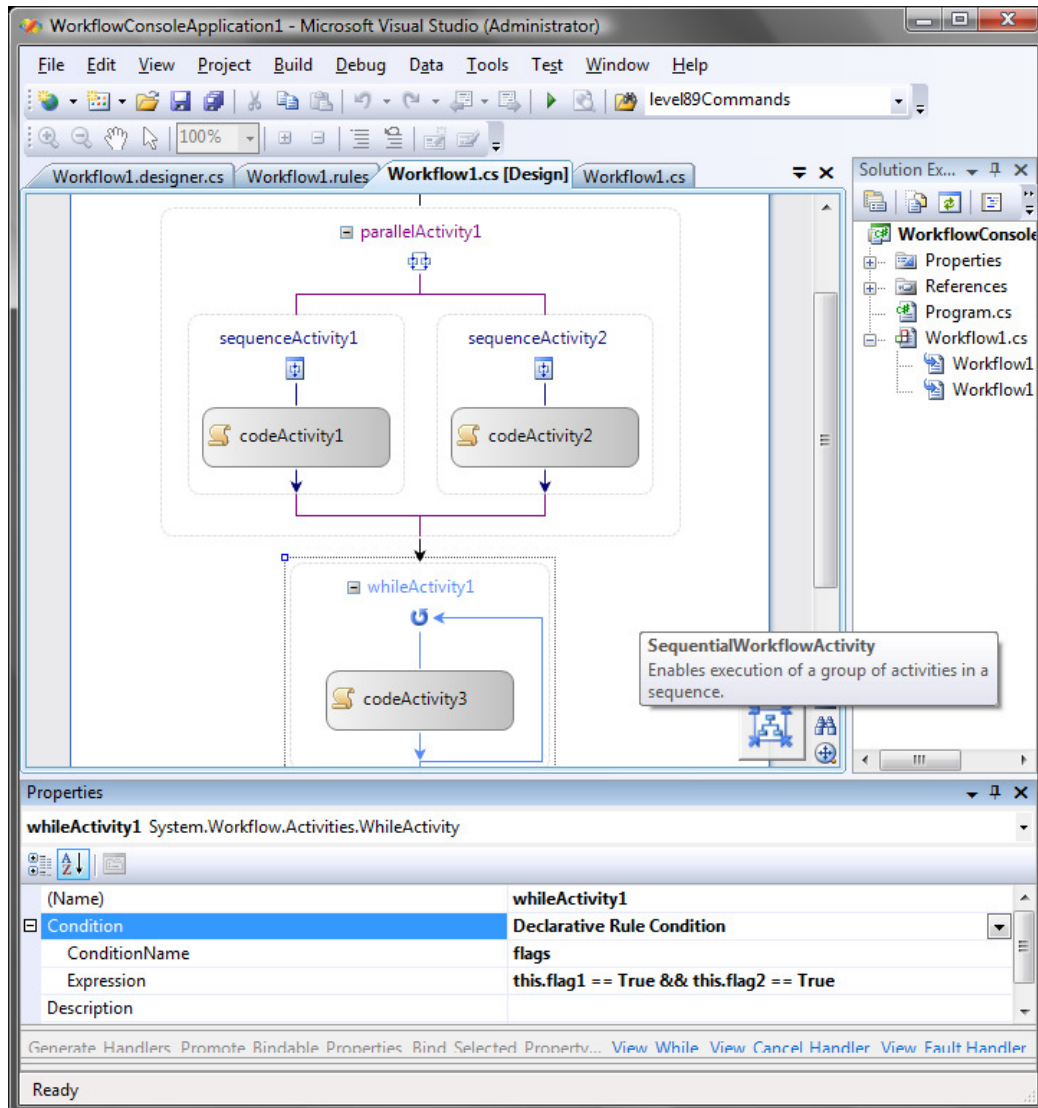 WorkflowConsoleApplication1 - Microsoft Visual Studio (Administrator)
File Edit View Project Build Debug Data Tools Test Window Help
level89Commands
100%
Workflow1.designer.cs Workflow1.rules Workflow1.cs [Design] Workflow1.cs
Solution Ex...
parallelActivity1
WorkflowConsole
Properties
References
Program.cs
Workflow1.cs
Workflow1
Workflow1
sequenceActivity1 sequenceActivity2
codeActivity1 codeActivity2
whileActivity1
codeActivity3
SequentialWorkflowActivity
Enables execution of a group of activities in a
sequence.
Properties
whileActivity1 System.Workflow.Activities.WhileActivity
(Name) whileActivity1
Condition Declarative Rule Condition
ConditionName flags
Expression this.flag1 == True && this.flag2 == True
Description
Generate Handlers Promote Bindable Properties Bind Selected Property... View While View Cancel Handler View Fault Handler
Ready